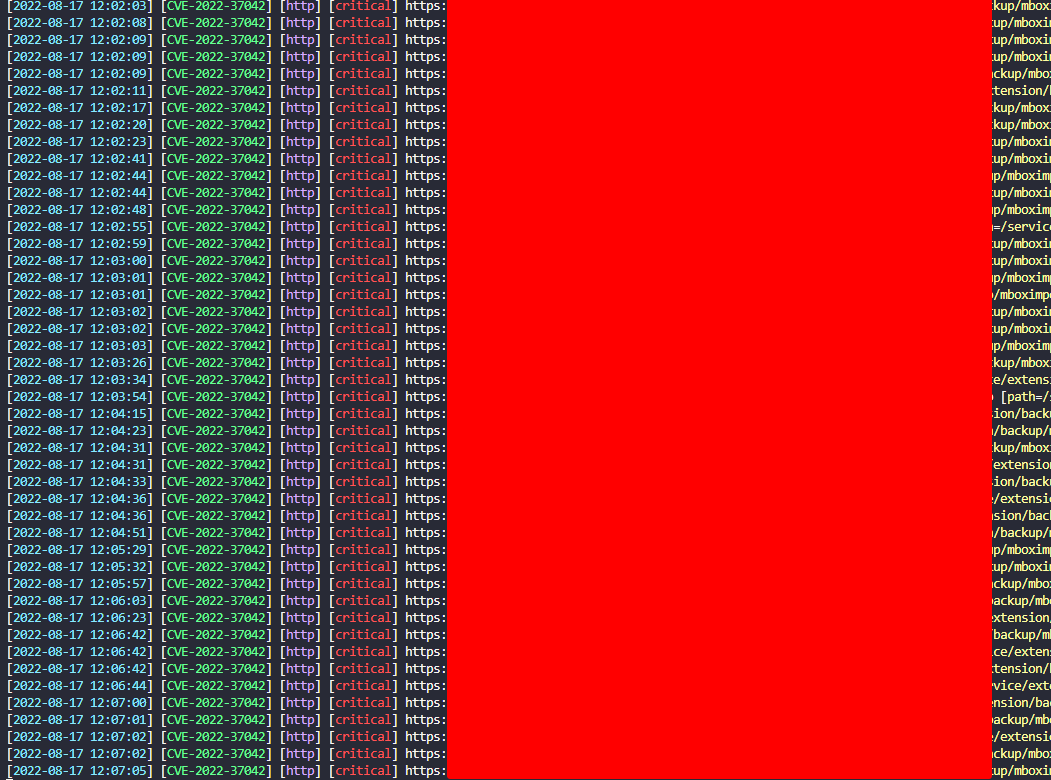 [2022-08-17 12:02:03] [CVE-2022-37042] [http] [critical] https: kup/mboxi
[2022-08-17 12:02:08] [CVE-2022-37042] [http] [critical] https: up/mboxim
[2022-08-17 12:02:09] [CVE-2022-37042] [http] [critical] https: up/mboxim
[2022-08-17 12:02:09] [CVE-2022-37042] [http] [critical] https: up/mboxim
[2022-08-17 12:02:09] [CVE-2022-37042] [http] [critical] https: ckup/mbox
[2022-08-17 12:02:11] [CVE-2022-37042] [http] [critical] https: tension/b
[2022-08-17 12:02:17] [CVE-2022-37042] [http] [critical] https: kup/mboxi
[2022-08-17 12:02:20] [CVE-2022-37042] [http] [critical] https: kup/mboxi
[2022-08-17 12:02:23] [CVE-2022-37042] [http] [critical] https: up/mboxim
[2022-08-17 12:02:41] [CVE-2022-37042] [http] [critical] https: up/mboxim
[2022-08-17 12:02:44] [CVE-2022-37042] [http] [critical] https: p/mboximp
[2022-08-17 12:02:44] [CVE-2022-37042] [http] [critical] https: up/mboxim
[2022-08-17 12:02:48] [CVE-2022-37042] [http] [critical] https: p/mboximp
[2022-08-17 12:02:55] [CVE-2022-37042] [http] [critical] https: =/service
[2022-08-17 12:02:59] [CVE-2022-37042] [http] [critical] https: up/mboxim
[2022-08-17 12:03:00] [CVE-2022-37042] [http] [critical] https: up/mboxim
[2022-08-17 12:03:01] [CVE-2022-37042] [http] [critical] https: p/mboximp
[2022-08-17 12:03:01] [CVE-2022-37042] [http] [critical] https: /mboximpo
[2022-08-17 12:03:02] [CVE-2022-37042] [http] [critical] https: up/mboxim
[2022-08-17 12:03:02] [CVE-2022-37042] [http] [critical] https: up/mboxim
[2022-08-17 12:03:03] [CVE-2022-37042] [http] [critical] https: p/mboximp
[2022-08-17 12:03:26] [CVE-2022-37042] [http] [critical] https: kup/mboxi
[2022-08-17 12:03:34] [CVE-2022-37042] [http] [critical] https: e/extensi
[2022-08-17 12:03:54] [CVE-2022-37042] [http] [critical] https: [path=/s
[2022-08-17 12:04:15] [CVE-2022-37042] [http] [critical] https: ion/backu
[2022-08-17 12:04:23] [CVE-2022-37042] [http] [critical] https: /backup/m
[2022-08-17 12:04:31] [CVE-2022-37042] [http] [critical] https: kup/mboxi
[2022-08-17 12:04:31] [CVE-2022-37042] [http] [critical] https: /extension
[2022-08-17 12:04:33] [CVE-2022-37042] [http] [critical] https: ion/backu
[2022-08-17 12:04:36] [CVE-2022-37042] [http] [critical] https: /extensio
[2022-08-17 12:04:36] [CVE-2022-37042] [http] [critical] https: sion/back
[2022-08-17 12:04:51] [CVE-2022-37042] [http] [critical] https: /backup/m
[2022-08-17 12:05:29] [CVE-2022-37042] [http] [critical] https: p/mboximp
[2022-08-17 12:05:32] [CVE-2022-37042] [http] [critical] https: up/mboxim
[2022-08-17 12:05:57] [CVE-2022-37042] [http] [critical] https: ckup/mbox
[2022-08-17 12:06:03] [CVE-2022-37042] [http] [critical] https: backup/mbo
[2022-08-17 12:06:23] [CVE-2022-37042] [http] [critical] https: extension/
[2022-08-17 12:06:42] [CVE-2022-37042] [http] [critical] https: /backup/mb
[2022-08-17 12:06:42] [CVE-2022-37042] [http] [critical] https: ce/extens
[2022-08-17 12:06:42] [CVE-2022-37042] [http] [critical] https: tension/b
[2022-08-17 12:06:44] [CVE-2022-37042] [http] [critical] https: vice/exte
[2022-08-17 12:07:00] [CVE-2022-37042] [http] [critical] https: nsion/bac
[2022-08-17 12:07:01] [CVE-2022-37042] [http] [critical] https: ackup/mbo
[2022-08-17 12:07:02] [CVE-2022-37042] [http] [critical] https: /extensio
[2022-08-17 12:07:02] [CVE-2022-37042] [http] [critical] https: ckup/mbox
[2022-08-17 12:07:05] [CVE-2022-37042] [http] [critical] https: up/mboxim